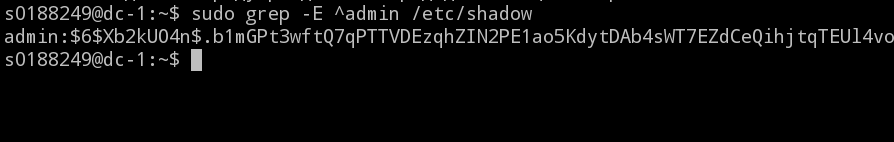 s0188249@dc-1:~$ sudo grep -E ^admin /etc/shadow
admin:$6$Xb2kUO4n$.b1mGPt3wftQ7qPTTVDEzqhZIN2PE1ao5KdytDAb4sWT7EZdCeQihjtqTEUl4vo
s0188249@dc-1:~$